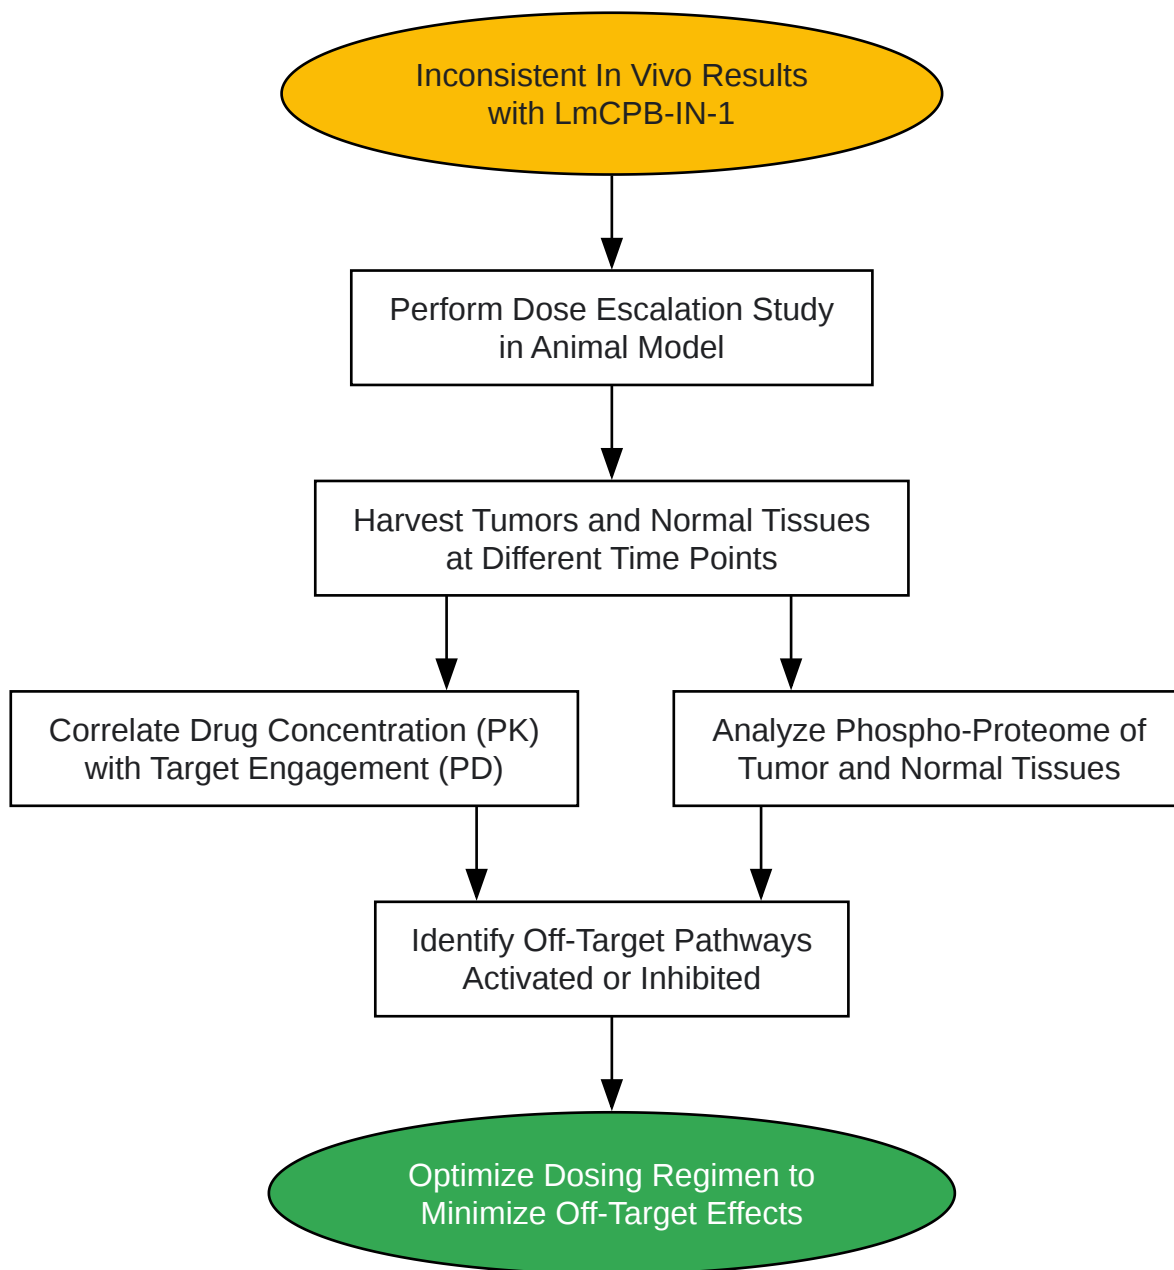 Inconsistent In Vivo Results
with LmCPB-IN-1
Perform Dose Escalation Study
in Animal Model
Harvest Tumors and Normal Tissues
at Different Time Points
Correlate Drug Concentration (PK)
with Target Engagement (PD)
Analyze Phospho-Proteome of
Tumor and Normal Tissues
Identify Off-Target Pathways
Activated or Inhibited
Optimize Dosing Regimen to
Minimize Off-Target Effects